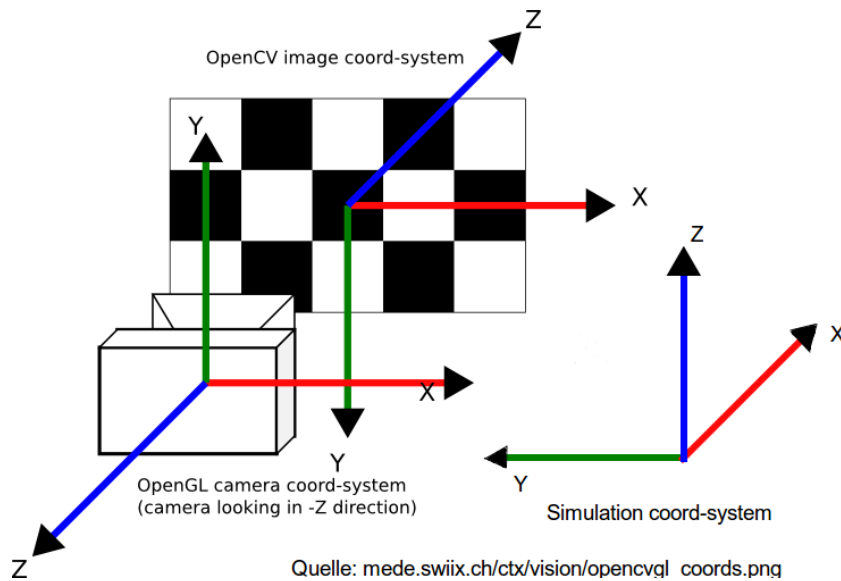 Z
OpenCV image coord-system
Y
X
Z
X
X
Y
Y
OpenGL camera coord-system
(camera looking in -Z direction)
Simulation coord-system
Z
Quelle: mede.swiix.ch/ctx/vision/opencvgl_coords.png